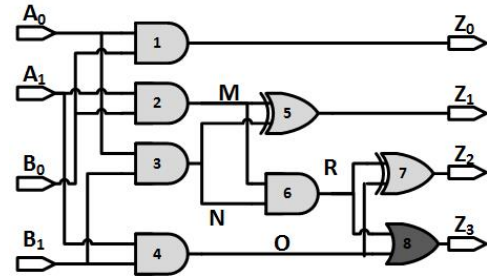 A₀ 1 Z₀
A₁ 2 M 5 Z₁
B₀ 3 N 6 R 7 Z₂
B₁ 4 O 8 Z₃